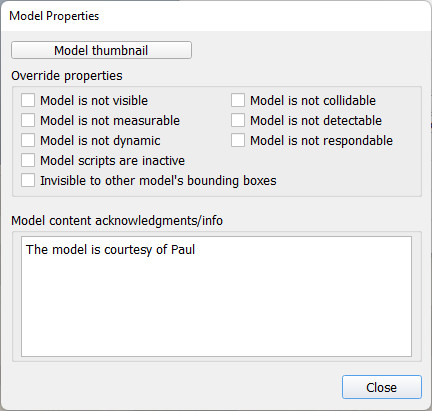 Model Properties
Model thumbnail
Override properties
Model is not visible
Model is not collidable
Model is not measurable
Model is not detectable
Model is not dynamic
Model is not respondable
Model scripts are inactive
Invisible to other model's bounding boxes
Model content acknowledgments/info
The model is courtesy of Paul
Close